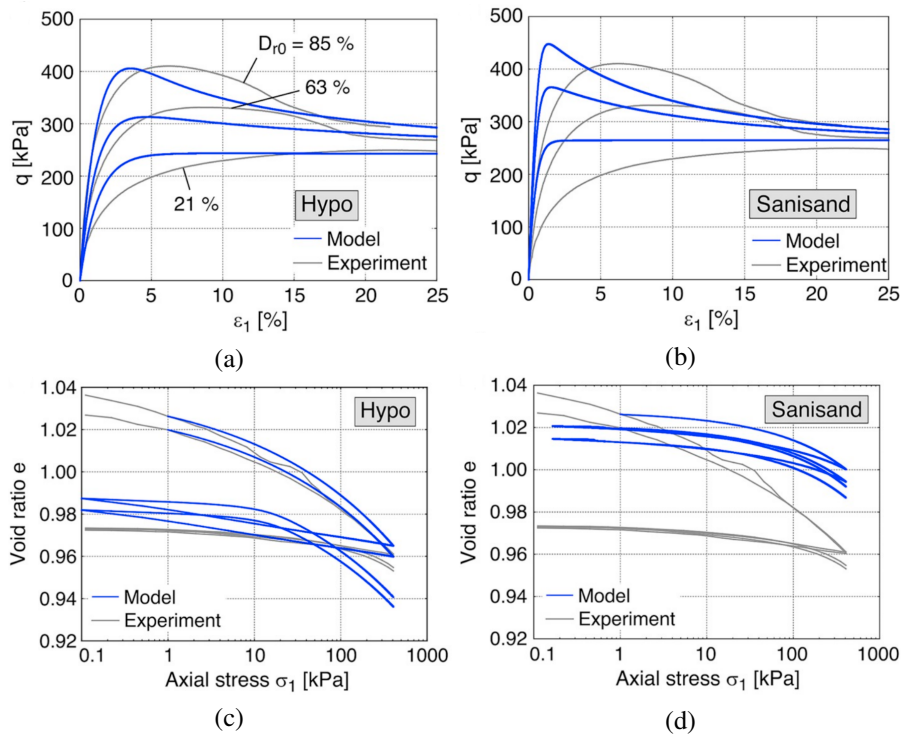 500
400
300
200
100
0
q [kPa]
D_r0 = 85 %
63 %
21 %
Hypo
Model
Experiment
0 5 10 15 20 25
ε_1 [%]
(a)
500
400
300
200
100
0
q [kPa]
Sanisand
Model
Experiment
0 5 10 15 20 25
ε_1 [%]
(b)
1.04
1.02
1.00
0.98
0.96
0.94
0.92
Void ratio e
Hypo
Model
Experiment
0.1 1 10 100 1000
Axial stress σ_1 [kPa]
(c)
1.04
1.02
1.00
0.98
0.96
0.94
0.92
Void ratio e
Sanisand
Model
Experiment
0.1 1 10 100 1000
Axial stress σ_1 [kPa]
(d)